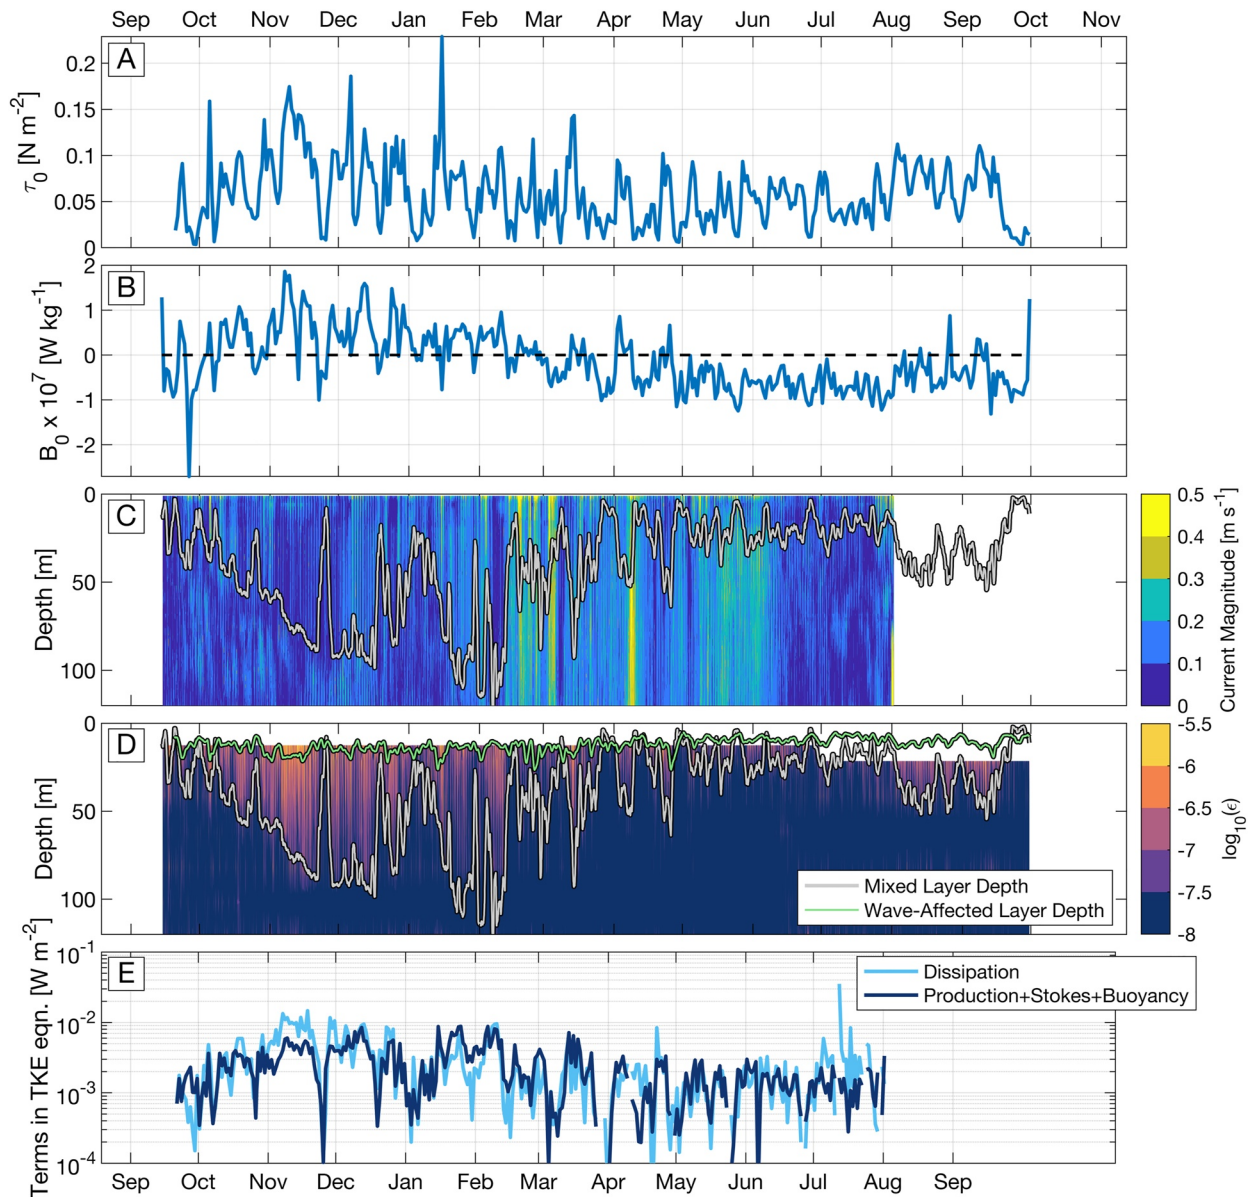 Sep Oct Nov Dec Jan Feb Mar Apr May Jun Jul Aug Sep Oct Nov
A
0.2
0.15
0.1
0.05
0
τ0 [N m-2]
B
2
1
0
-1
-2
B0 x 107 [W kg-1]
C
0
50
100
Depth [m]
0.5
0.4
0.3
0.2
0.1
0
Current Magnitude [m s-1]
D
0
50
100
Depth [m]
Mixed Layer Depth
Wave-Affected Layer Depth
-5.5
-6
-6.5
-7
-7.5
-8
log10(ϵ)
E
10-1
10-2
10-3
10-4
Terms in TKE eqn. [W m-2]
Dissipation
Production+Stokes+Buoyancy
Sep Oct Nov Dec Jan Feb Mar Apr May Jun Jul Aug Sep